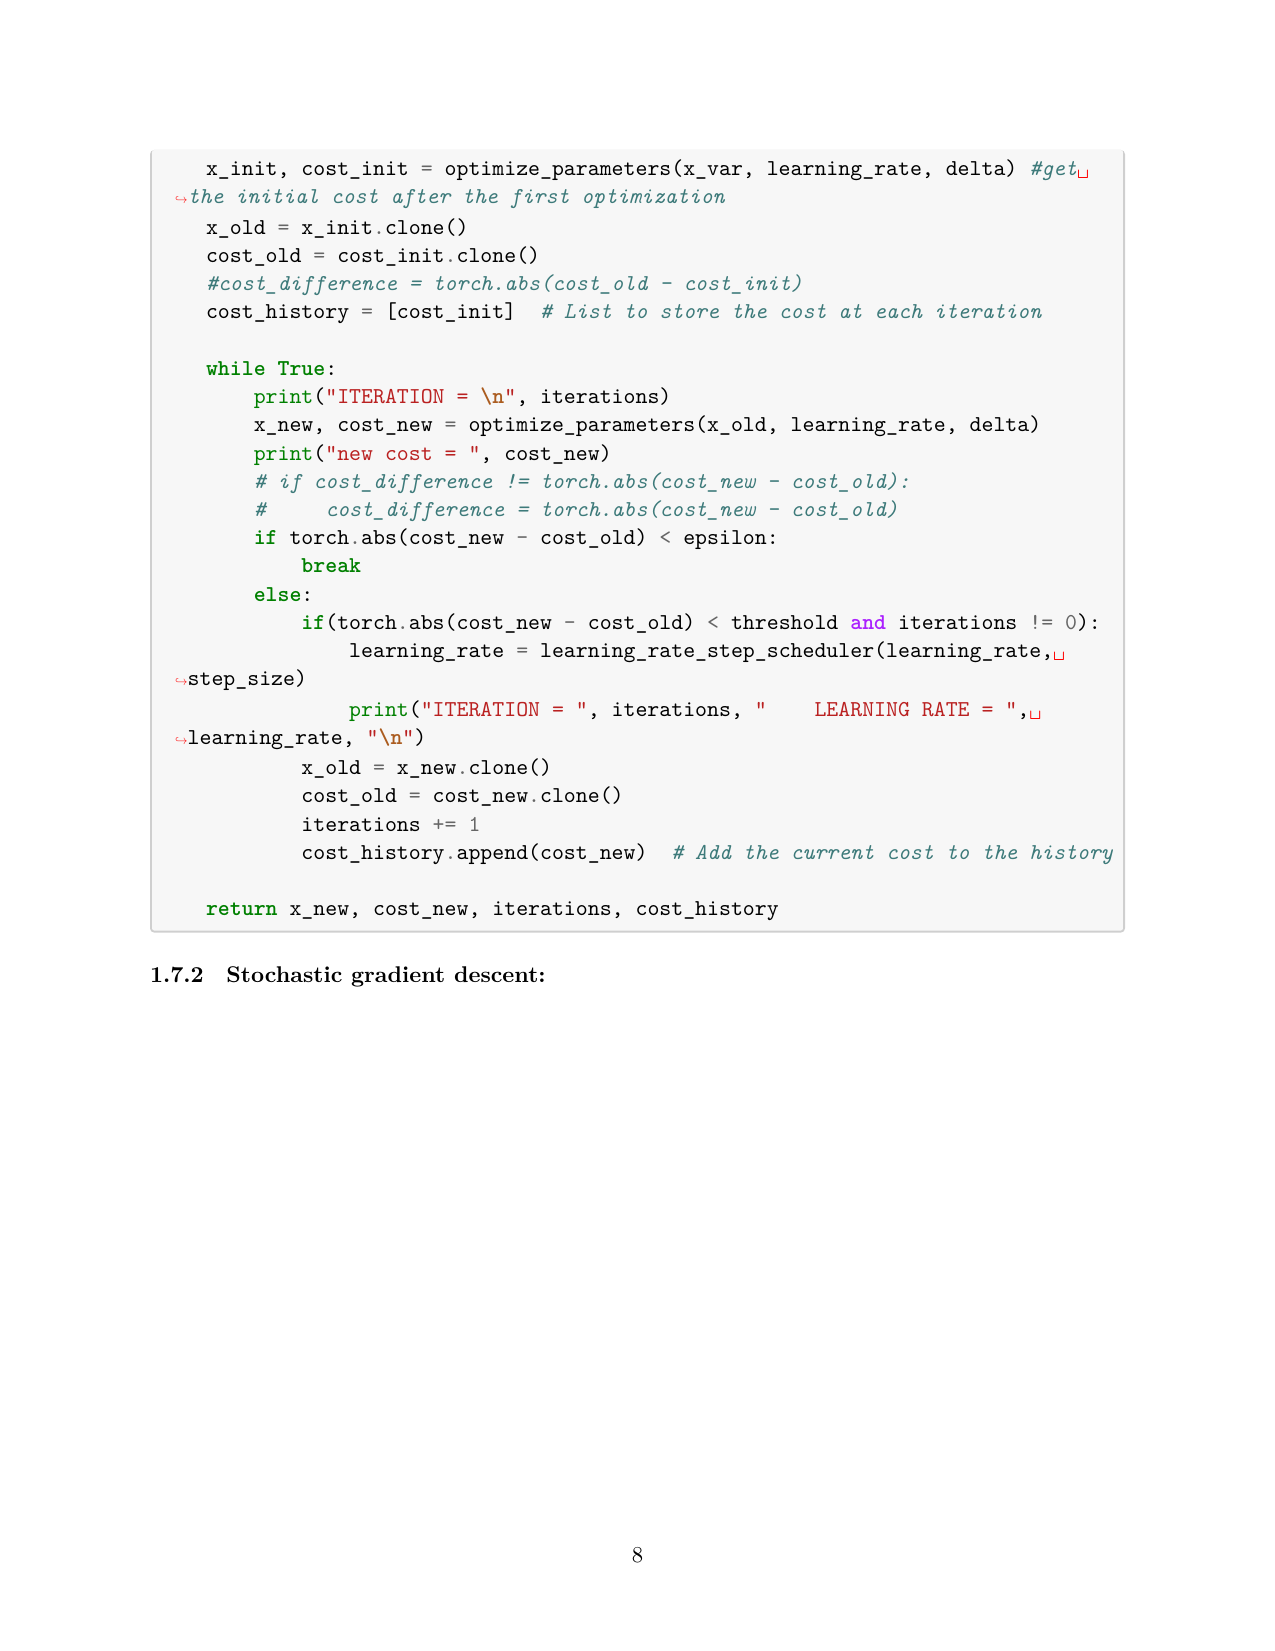 x_init, cost_init = optimize_parameters(x_var, learning_rate, delta) #get␣
↪the initial cost after the first optimization
x_old = x_init.clone()
cost_old = cost_init.clone()
#cost_difference = torch.abs(cost_old - cost_init)
cost_history = [cost_init]  # List to store the cost at each iteration
while True:
    print("ITERATION = \n", iterations)
    x_new, cost_new = optimize_parameters(x_old, learning_rate, delta)
    print("new cost = ", cost_new)
    # if cost_difference != torch.abs(cost_new - cost_old):
    #     cost_difference = torch.abs(cost_new - cost_old)
    if torch.abs(cost_new - cost_old) < epsilon:
        break
    else:
        if(torch.abs(cost_new - cost_old) < threshold and iterations != 0):
            learning_rate = learning_rate_step_scheduler(learning_rate,␣
↪step_size)
            print("ITERATION = ", iterations, "    LEARNING RATE = ",␣
↪learning_rate, "\n")
        x_old = x_new.clone()
        cost_old = cost_new.clone()
        iterations += 1
        cost_history.append(cost_new)  # Add the current cost to the history
return x_new, cost_new, iterations, cost_history
1.7.2 Stochastic gradient descent:
8